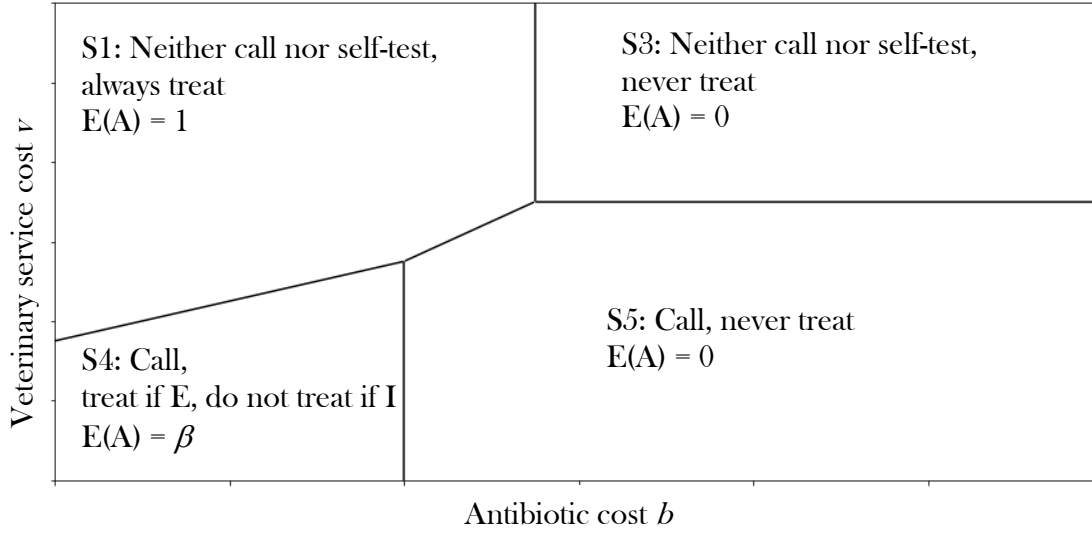 S1: Neither call nor self-test,
always treat
E(A) = 1
S3: Neither call nor self-test,
never treat
E(A) = 0
Veterinary service cost v
S5: Call, never treat
E(A) = 0
S4: Call,
treat if E, do not treat if I
E(A) = β
Antibiotic cost b